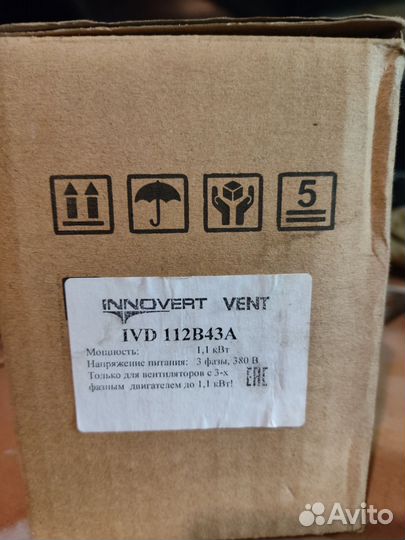 5
INNOVERT VENT
IVD 112B43A
Мощность: 1,1 кВт
Напряжение питания: 3 фазы, 380 В
Только для вентиляторов с 3-х
фазным двигателем до 1,1 кВт!
EAC
Avito